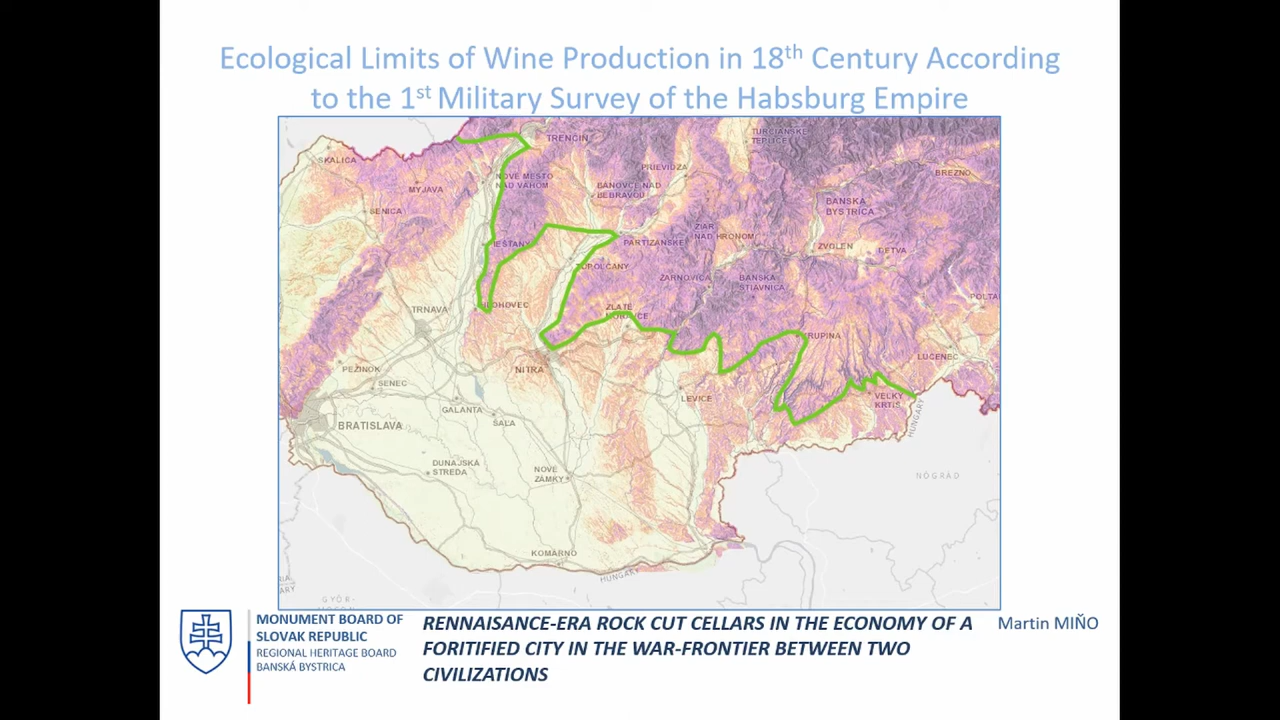 Ecological Limits of Wine Production in 18th Century According
to the 1st Military Survey of the Habsburg Empire
TRENČÍN
TURČIANSKE
TEPLICE
SKALICA
PRIEVIDZA
BREZNO
NOVÉ MESTO
NAD VÁHOM
MYJAVA
BÁNOVCE NAD
BEBRAVOU
BANSKÁ
BYSTRICA
SENICA
ŽIAR
NAD HRONOM
PARTIZÁNSKE
ZVOLEN
DETVA
TOPOĽČANY
ŽARNOVICA
BANSKÁ
ŠTIAVNICA
POLTÁ
HLOHOVEC
ZLATÉ
MORAVCE
TRNAVA
KRUPINA
LUČENEC
PEZINOK
SENEC
NITRA
LEVICE
VEĽKÝ
KRTÍŠ
GALANTA
ŠAĽA
BRATISLAVA
HUNGARY
DUNAJSKÁ
STREDA
NOVÉ
ZÁMKY
NÓGRÁD
KOMÁRNO
HUNGARY
GYŐR-
MONUMENT BOARD OF
SLOVAK REPUBLIC
REGIONAL HERITAGE BOARD
BANSKÁ BYSTRICA
RENNAISANCE-ERA ROCK CUT CELLARS IN THE ECONOMY OF A
FORITIFIED CITY IN THE WAR-FRONTIER BETWEEN TWO
CIVILIZATIONS
Martin MIŇO